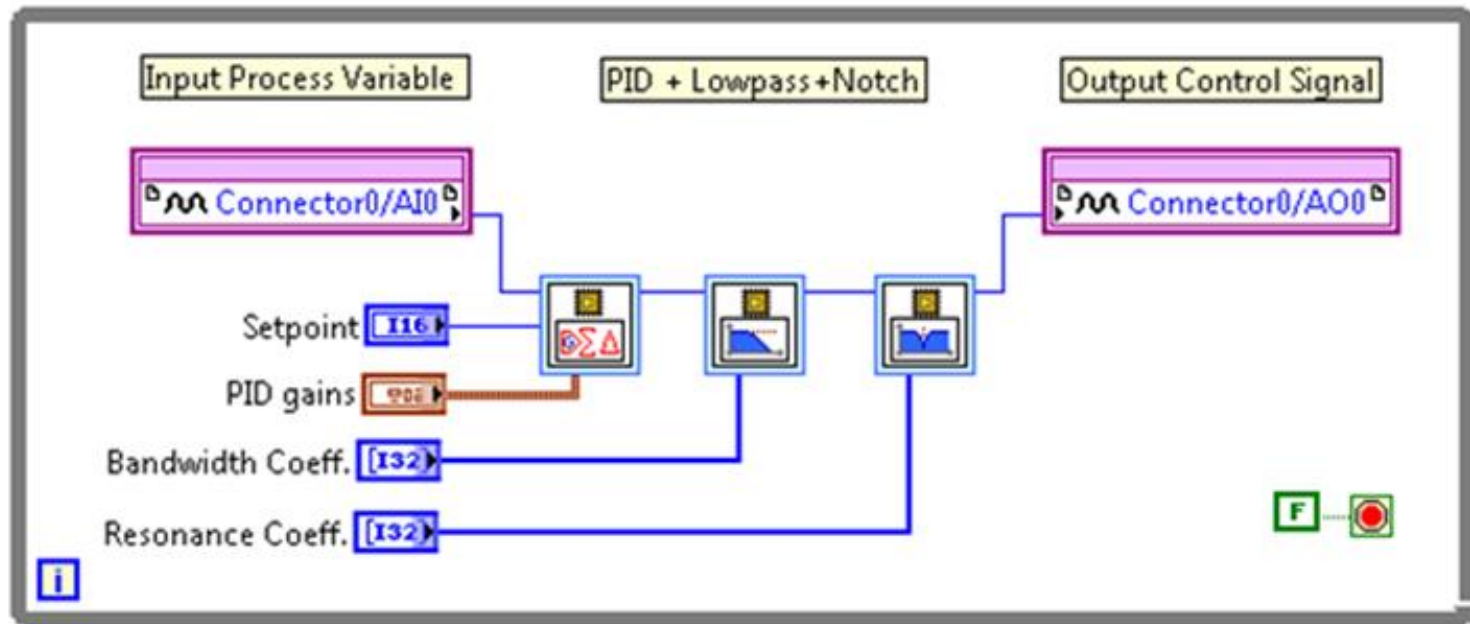 Input Process Variable
PID + Lowpass+Notch
Output Control Signal
Connector0/AI0
Connector0/AO0
Setpoint
I16
PID gains
Bandwidth Coeff.
[I32]
Resonance Coeff.
[I32]
F
i